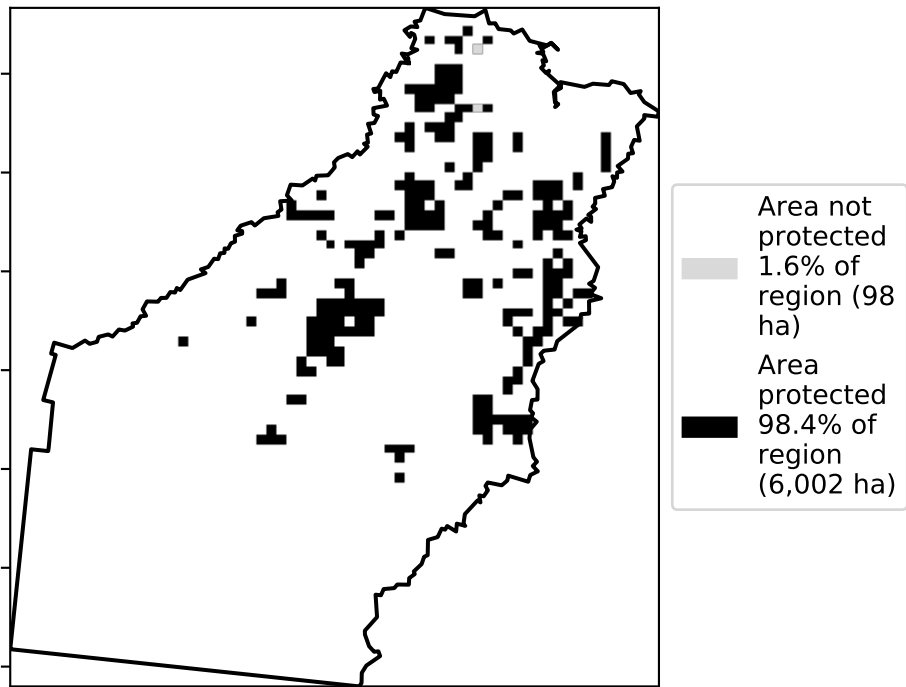 Area not
protected
1.6% of
region (98
ha)
Area
protected
98.4% of
region
(6,002 ha)